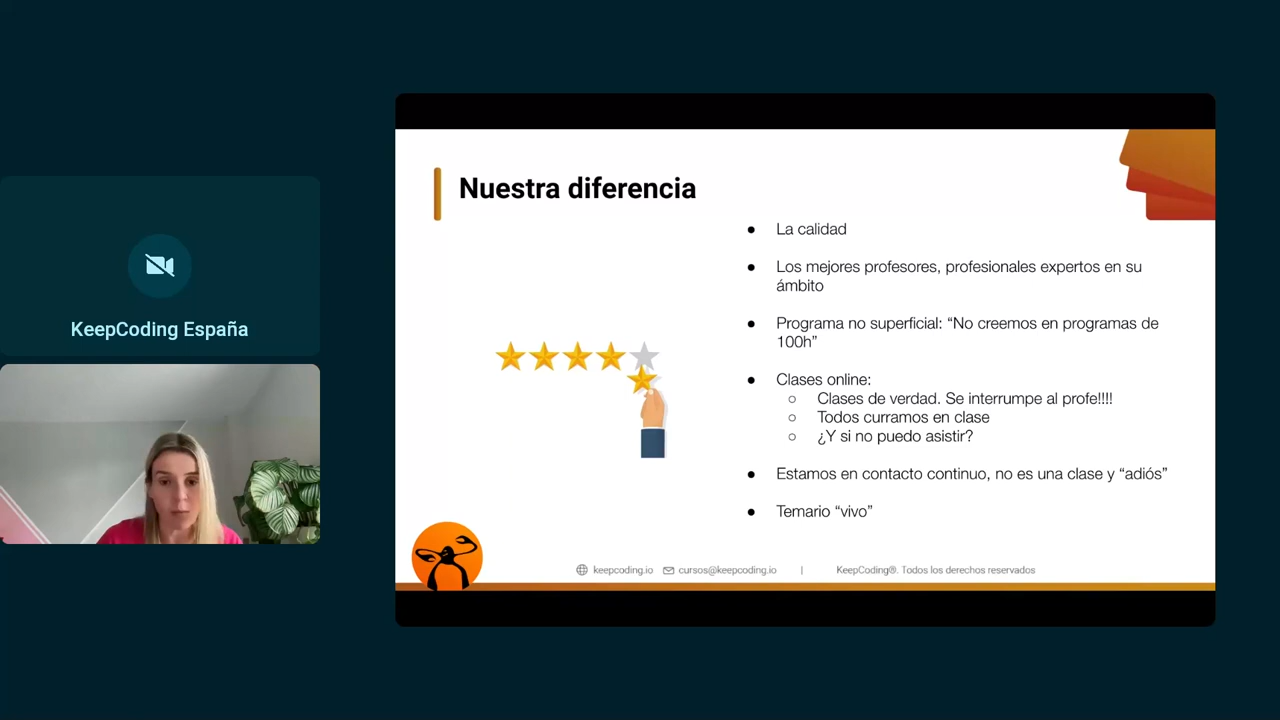 KeepCoding España
Nuestra diferencia
● La calidad
● Los mejores profesores, profesionales expertos en su
ámbito
● Programa no superficial: “No creemos en programas de
100h”
● Clases online:
○ Clases de verdad. Se interrumpe al profe!!!!
○ Todos curramos en clase
○ ¿Y si no puedo asistir?
● Estamos en contacto continuo, no es una clase y “adiós”
● Temario “vivo”
keepcoding.io cursos@keepcoding.io | KeepCoding®. Todos los derechos reservados